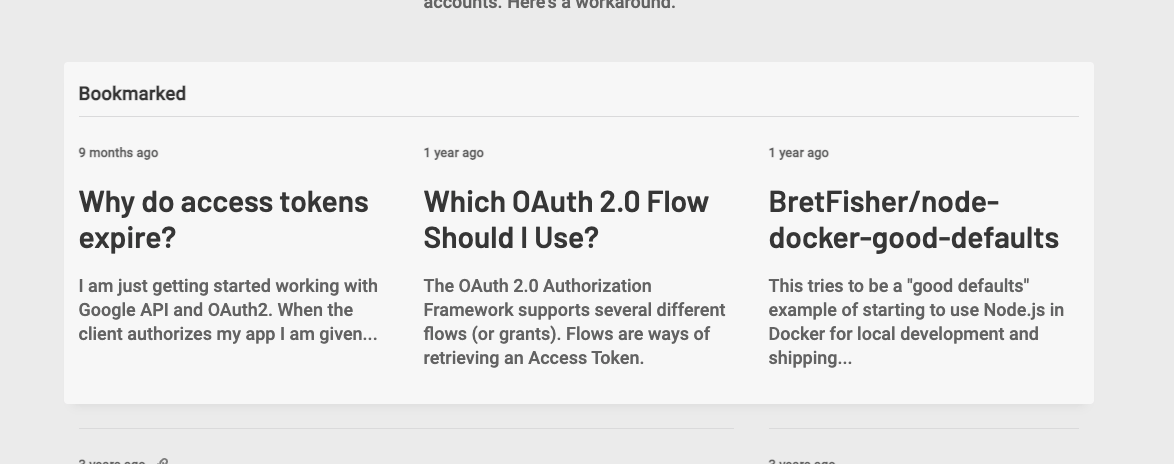 accounts. Here's a workaround.
Bookmarked
9 months ago
Why do access tokens
expire?
I am just getting started working with
Google API and OAuth2. When the
client authorizes my app I am given...
1 year ago
Which OAuth 2.0 Flow
Should I Use?
The OAuth 2.0 Authorization
Framework supports several different
flows (or grants). Flows are ways of
retrieving an Access Token.
1 year ago
BretFisher/node-
docker-good-defaults
This tries to be a "good defaults"
example of starting to use Node.js in
Docker for local development and
shipping...